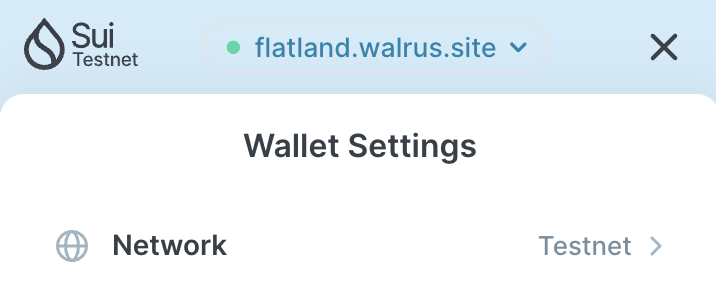 Sui
Testnet
flatland.walrus.site
Wallet Settings
Network
Testnet